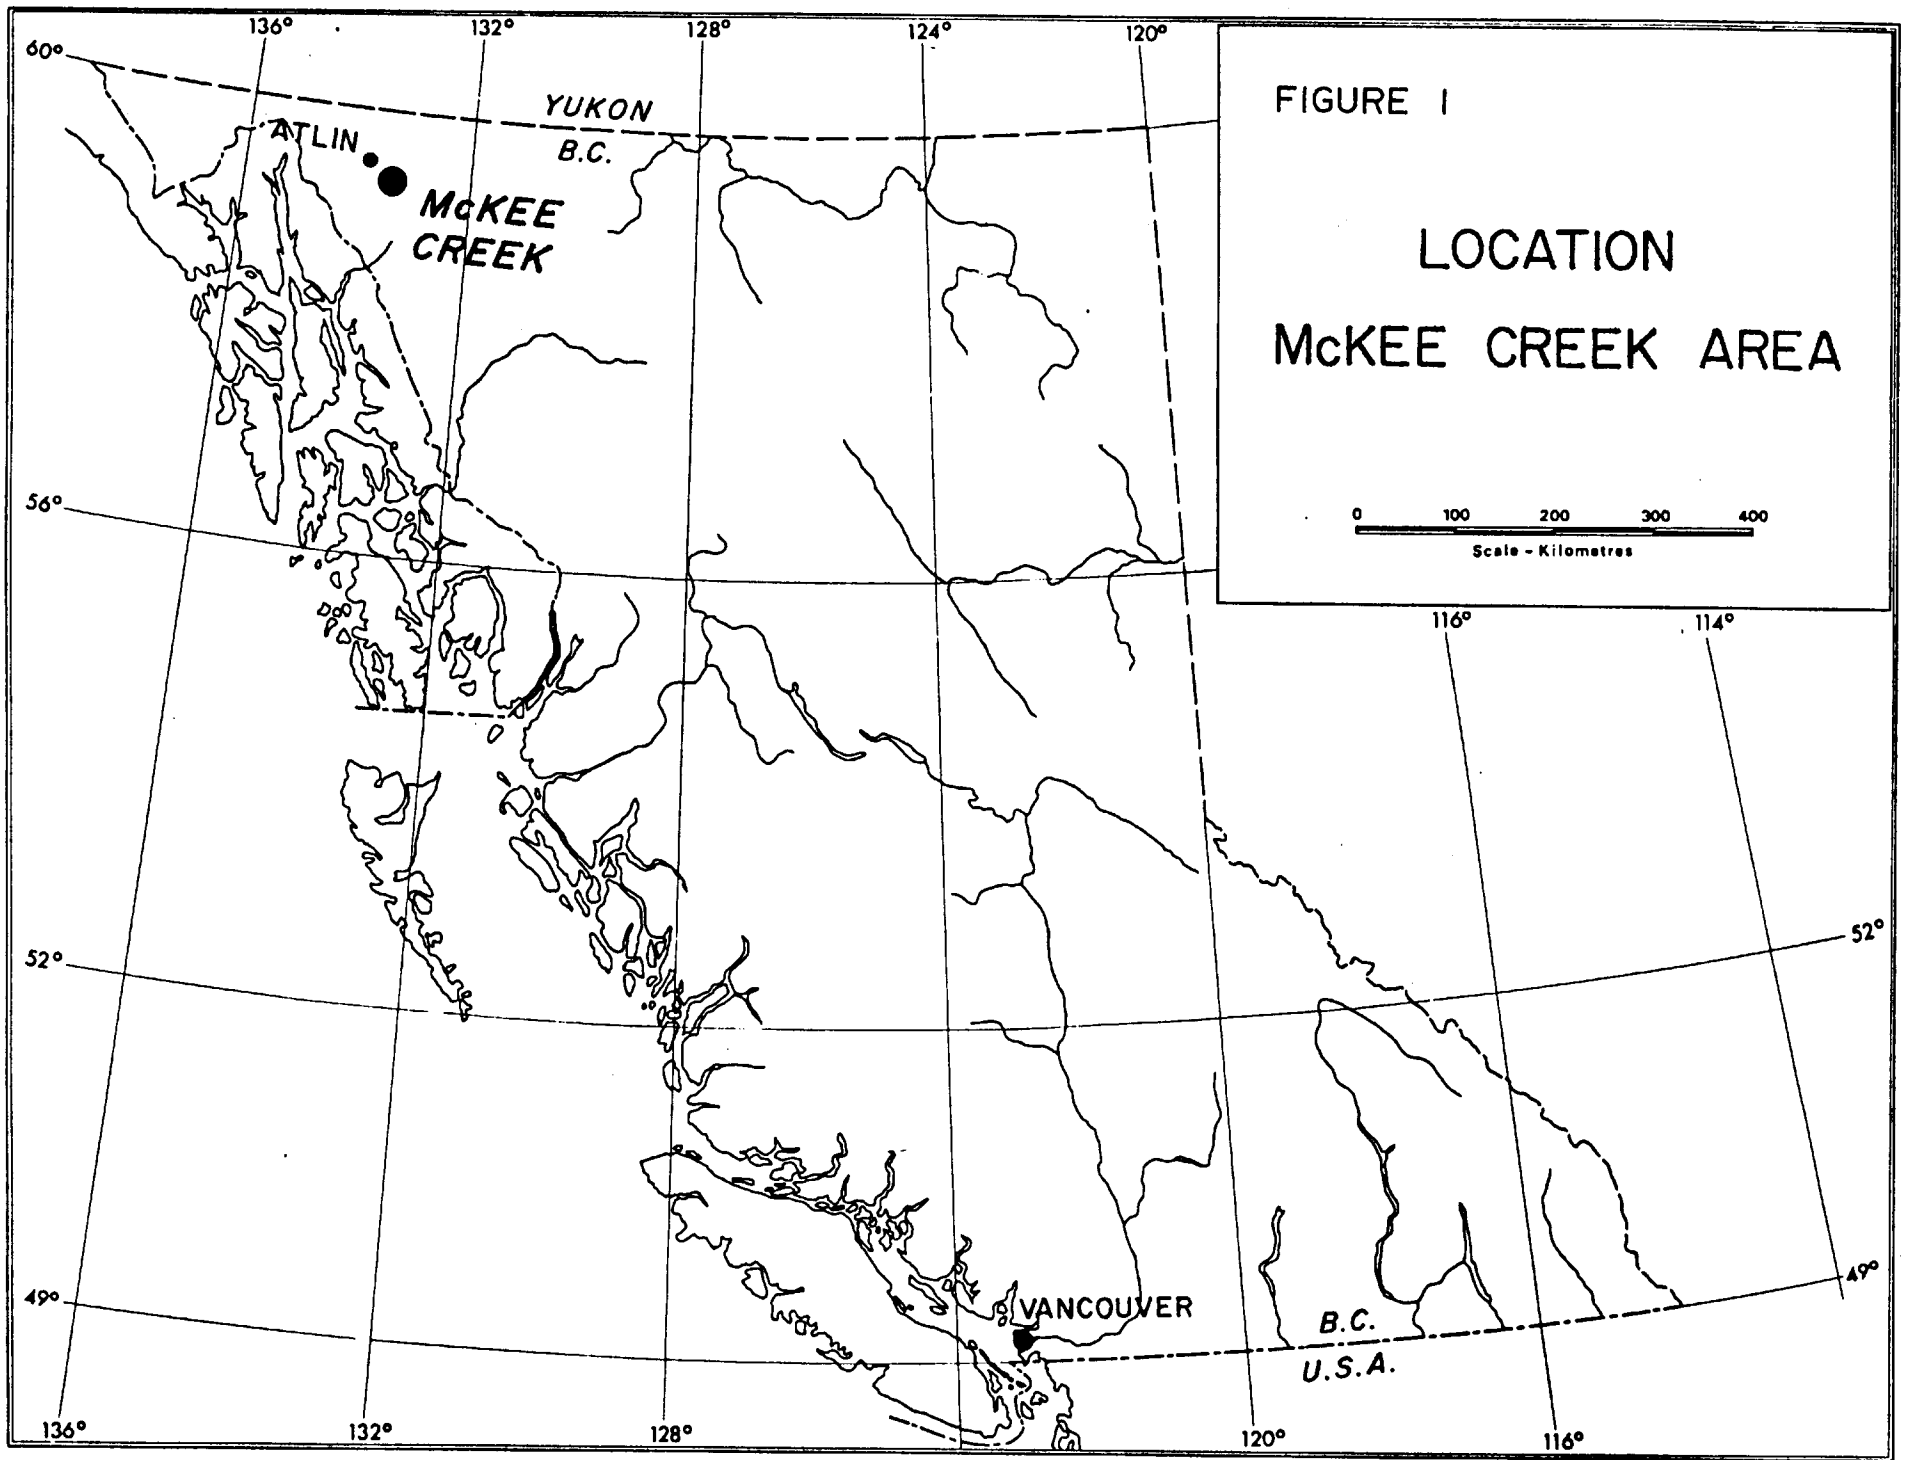 136° 132° 128° 124° 120°
60°
YUKON
B.C.
ATLIN
McKEE
CREEK
FIGURE 1
LOCATION
McKEE CREEK AREA
0 100 200 300 400
Scale - Kilometres
56°
116° 114°
52°
52°
49°
49°
VANCOUVER
B.C.
U.S.A.
136° 132° 128° 120° 116°